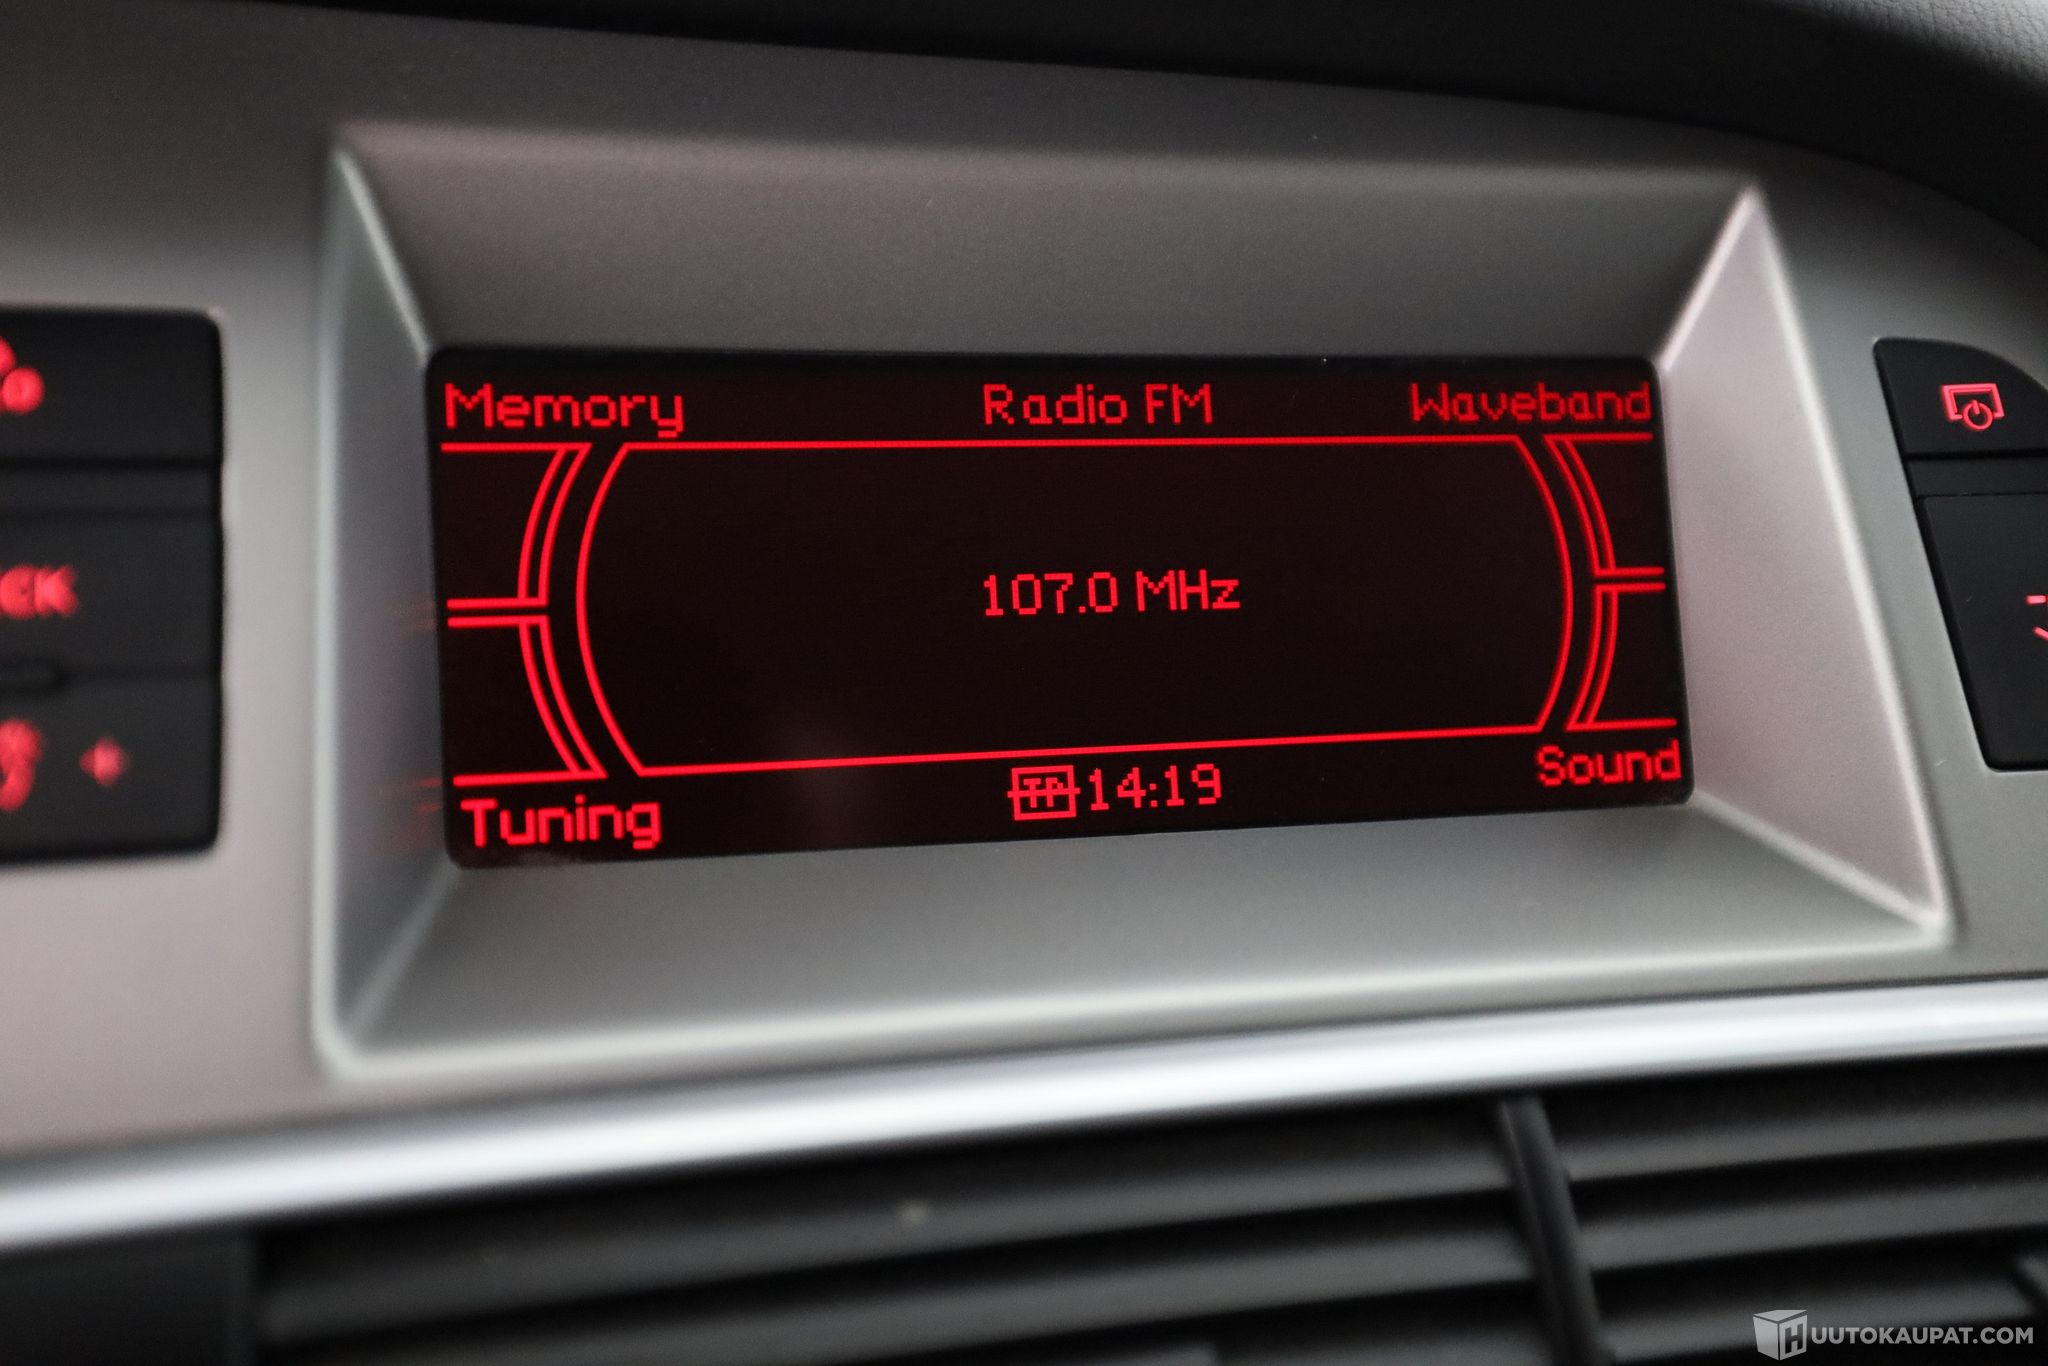 Memory Radio FM Waveband
107.0 MHz
TP 14:19
Tuning Sound
HUUTOKAUPAT.COM